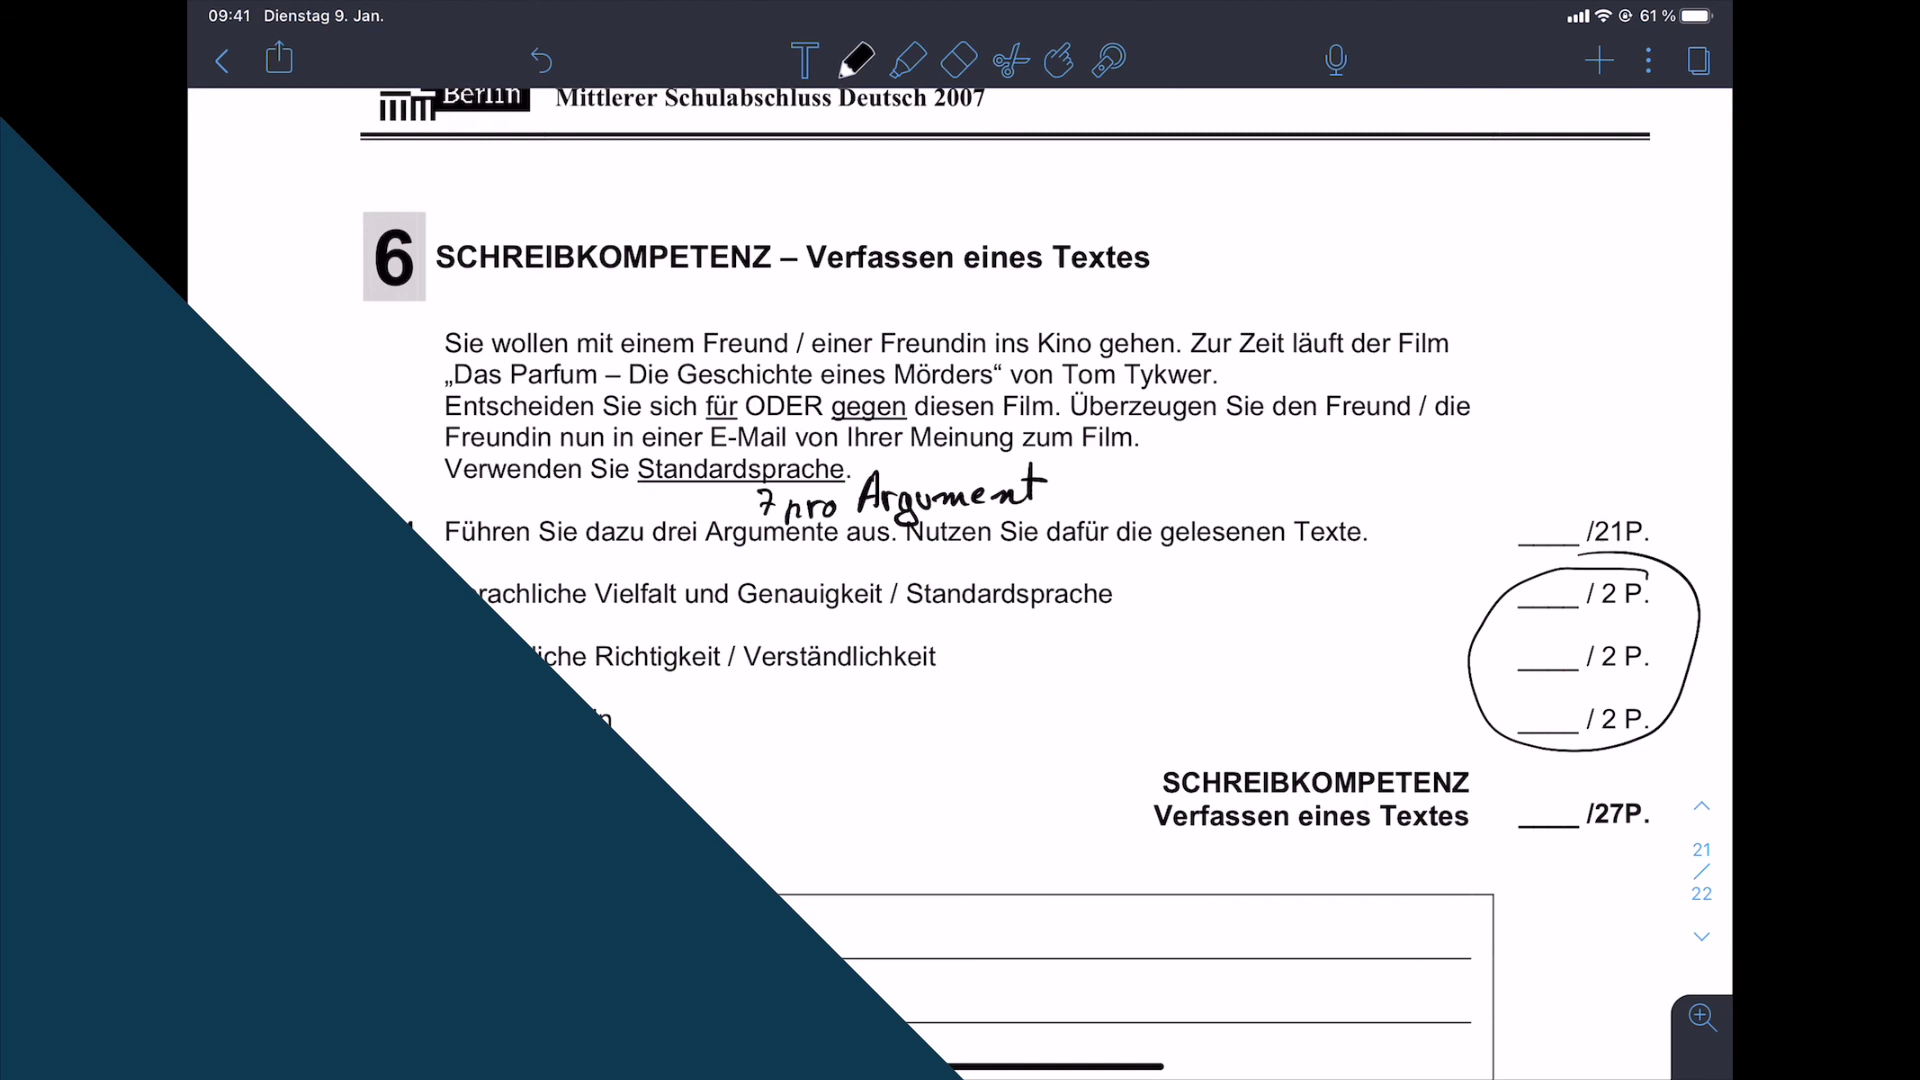 09:41 Dienstag 9. Jan.
61 %
Berlin Mittlerer Schulabschluss Deutsch 2007
6 SCHREIBKOMPETENZ – Verfassen eines Textes
Sie wollen mit einem Freund / einer Freundin ins Kino gehen. Zur Zeit läuft der Film
„Das Parfum – Die Geschichte eines Mörders“ von Tom Tykwer.
Entscheiden Sie sich für ODER gegen diesen Film. Überzeugen Sie den Freund / die
Freundin nun in einer E-Mail von Ihrer Meinung zum Film.
Verwenden Sie Standardsprache.
7 pro Argument
Führen Sie dazu drei Argumente aus. Nutzen Sie dafür die gelesenen Texte. ____ /21P.
rachliche Vielfalt und Genauigkeit / Standardsprache ____ / 2 P.
iche Richtigkeit / Verständlichkeit ____ / 2 P.
____ / 2 P.
SCHREIBKOMPETENZ
Verfassen eines Textes ____ /27P.
21
/
22